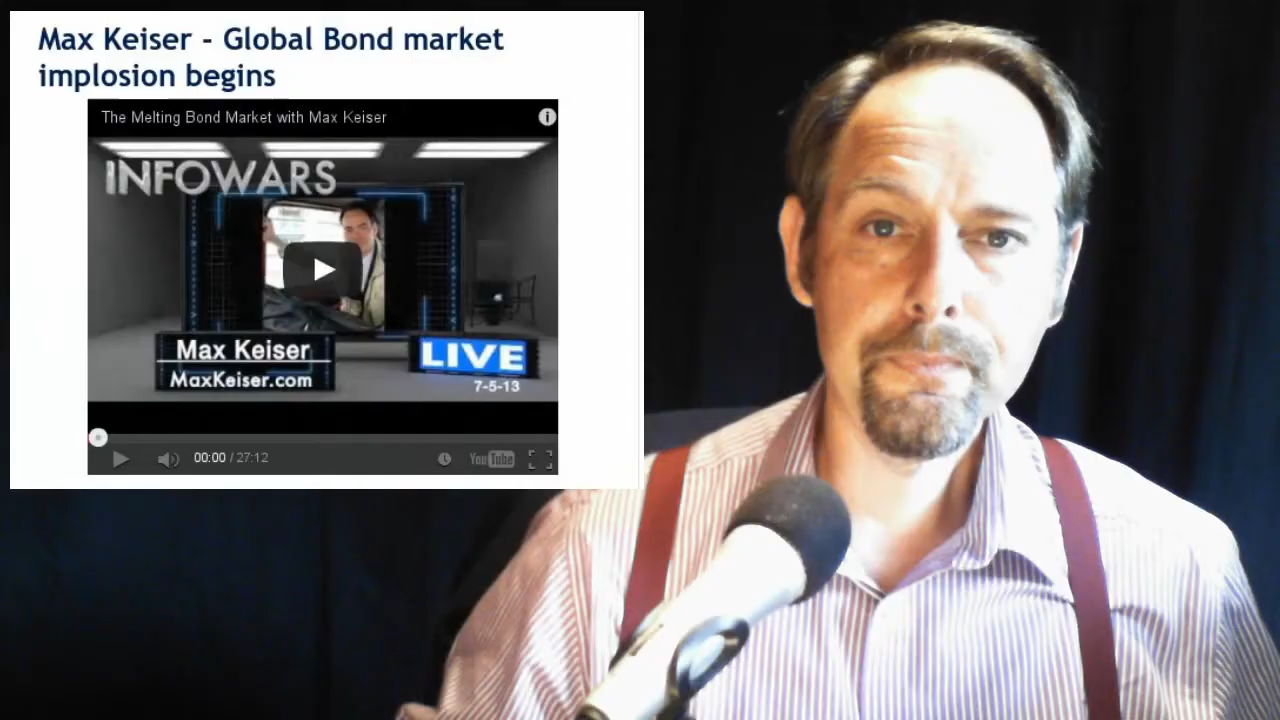 Max Keiser - Global Bond market
implosion begins
The Melting Bond Market with Max Keiser
INFOWARS
Max Keiser
MaxKeiser.com
LIVE
7-5-13
00:00 / 27:12
YouTube